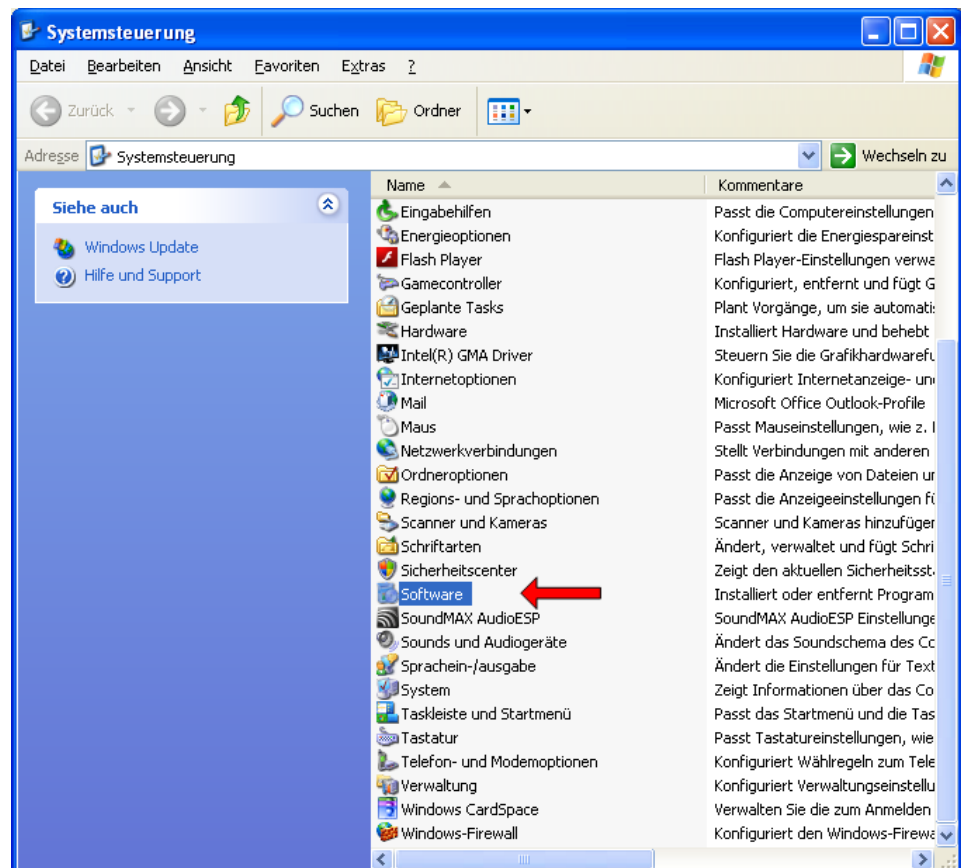 Systemsteuerung
Datei Bearbeiten Ansicht Favoriten Extras ?
Zurück Suchen Ordner
Adresse Systemsteuerung Wechseln zu
Siehe auch
Windows Update
Hilfe und Support
Name Kommentare
Eingabehilfen Passt die Computereinstellungen
Energieoptionen Konfiguriert die Energiespareinst
Flash Player Flash Player-Einstellungen verwa
Gamecontroller Konfiguriert, entfernt und fügt G
Geplante Tasks Plant Vorgänge, um sie automatis
Hardware Installiert Hardware und behebt
Intel(R) GMA Driver Steuern Sie die Grafikhardwarefu
Internetoptionen Konfiguriert Internetanzeige- und
Mail Microsoft Office Outlook-Profile
Maus Passt Mauseinstellungen, wie z.
Netzwerkverbindungen Stellt Verbindungen mit anderen
Ordneroptionen Passt die Anzeige von Dateien un
Regions- und Sprachoptionen Passt die Anzeigeeinstellungen fü
Scanner und Kameras Scanner und Kameras hinzufügen
Schriftarten Ändert, verwaltet und fügt Schri
Sicherheitscenter Zeigt den aktuellen Sicherheitsst
Software Installiert oder entfernt Program
SoundMAX AudioESP SoundMAX AudioESP Einstellunge
Sounds und Audiogeräte Ändert das Soundschema des Co
Sprachein-/ausgabe Ändert die Einstellungen für Text
System Zeigt Informationen über das Co
Taskleiste und Startmenü Passt das Startmenü und die Tas
Tastatur Passt Tastatureinstellungen, wie
Telefon- und Modemoptionen Konfiguriert Wählregeln zum Tele
Verwaltung Konfiguriert Verwaltungseinstellu
Windows CardSpace Verwalten Sie die zum Anmelden
Windows-Firewall Konfiguriert den Windows-Firewa